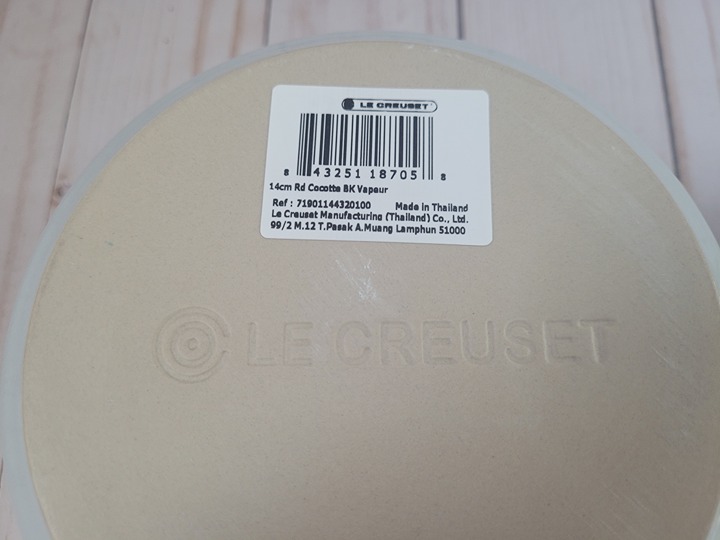 LE CREUSET
8 43251 18705 8
14cm Rd Cocotte BK Vapeur
Ref : 71901144320100 Made in Thailand
Le Creuset Manufacturing (Thailand) Co., Ltd.
99/2 M.12 T.Pasak A.Muang Lamphun 51000
LE CREUSET